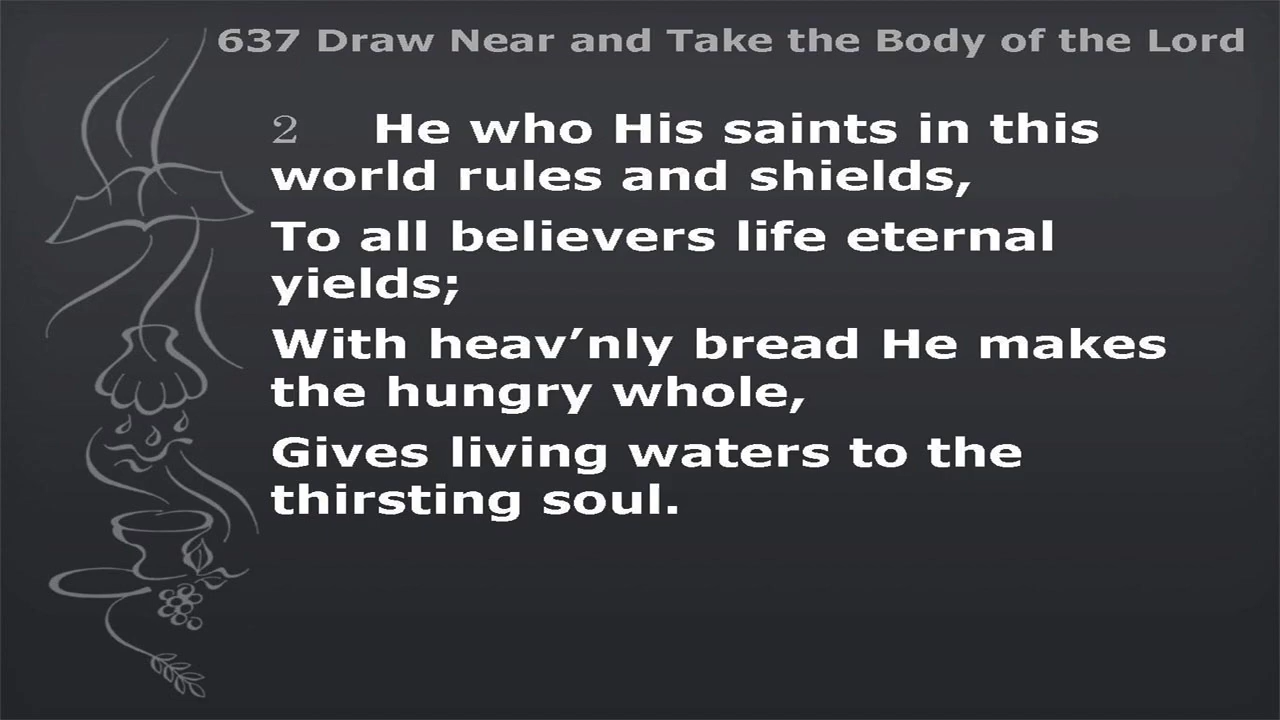 637 Draw Near and Take the Body of the Lord
2 He who His saints in this
world rules and shields,
To all believers life eternal
yields;
With heav’nly bread He makes
the hungry whole,
Gives living waters to the
thirsting soul.